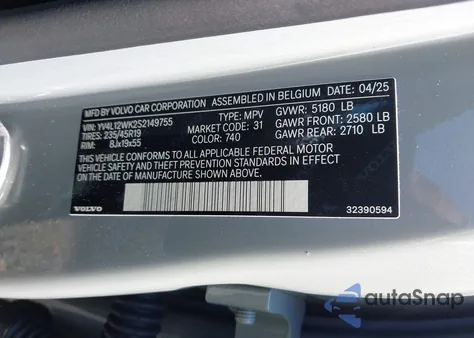 MFD BY VOLVO CAR CORPORATION ASSEMBLED IN BELGIUM DATE: 04/25
VIN: YV4L12WK2S2149755 TYPE: MPV GVWR: 5180 LB
TIRES: 235/45R19 MARKET CODE: 31 GAWR FRONT: 2580 LB
RIM: 8Jx19x55 COLOR: 740 GAWR REAR: 2710 LB
THIS VEHICLE CONFORMS TO ALL APPLICABLE FEDERAL MOTOR
VEHICLE SAFETY STANDARDS AND THEFT PREVENTION STANDARDS IN EFFECT ON
THE DATE OF MANUFACTURE SHOWN ABOVE.
VOLVO 32390594
autoSnap